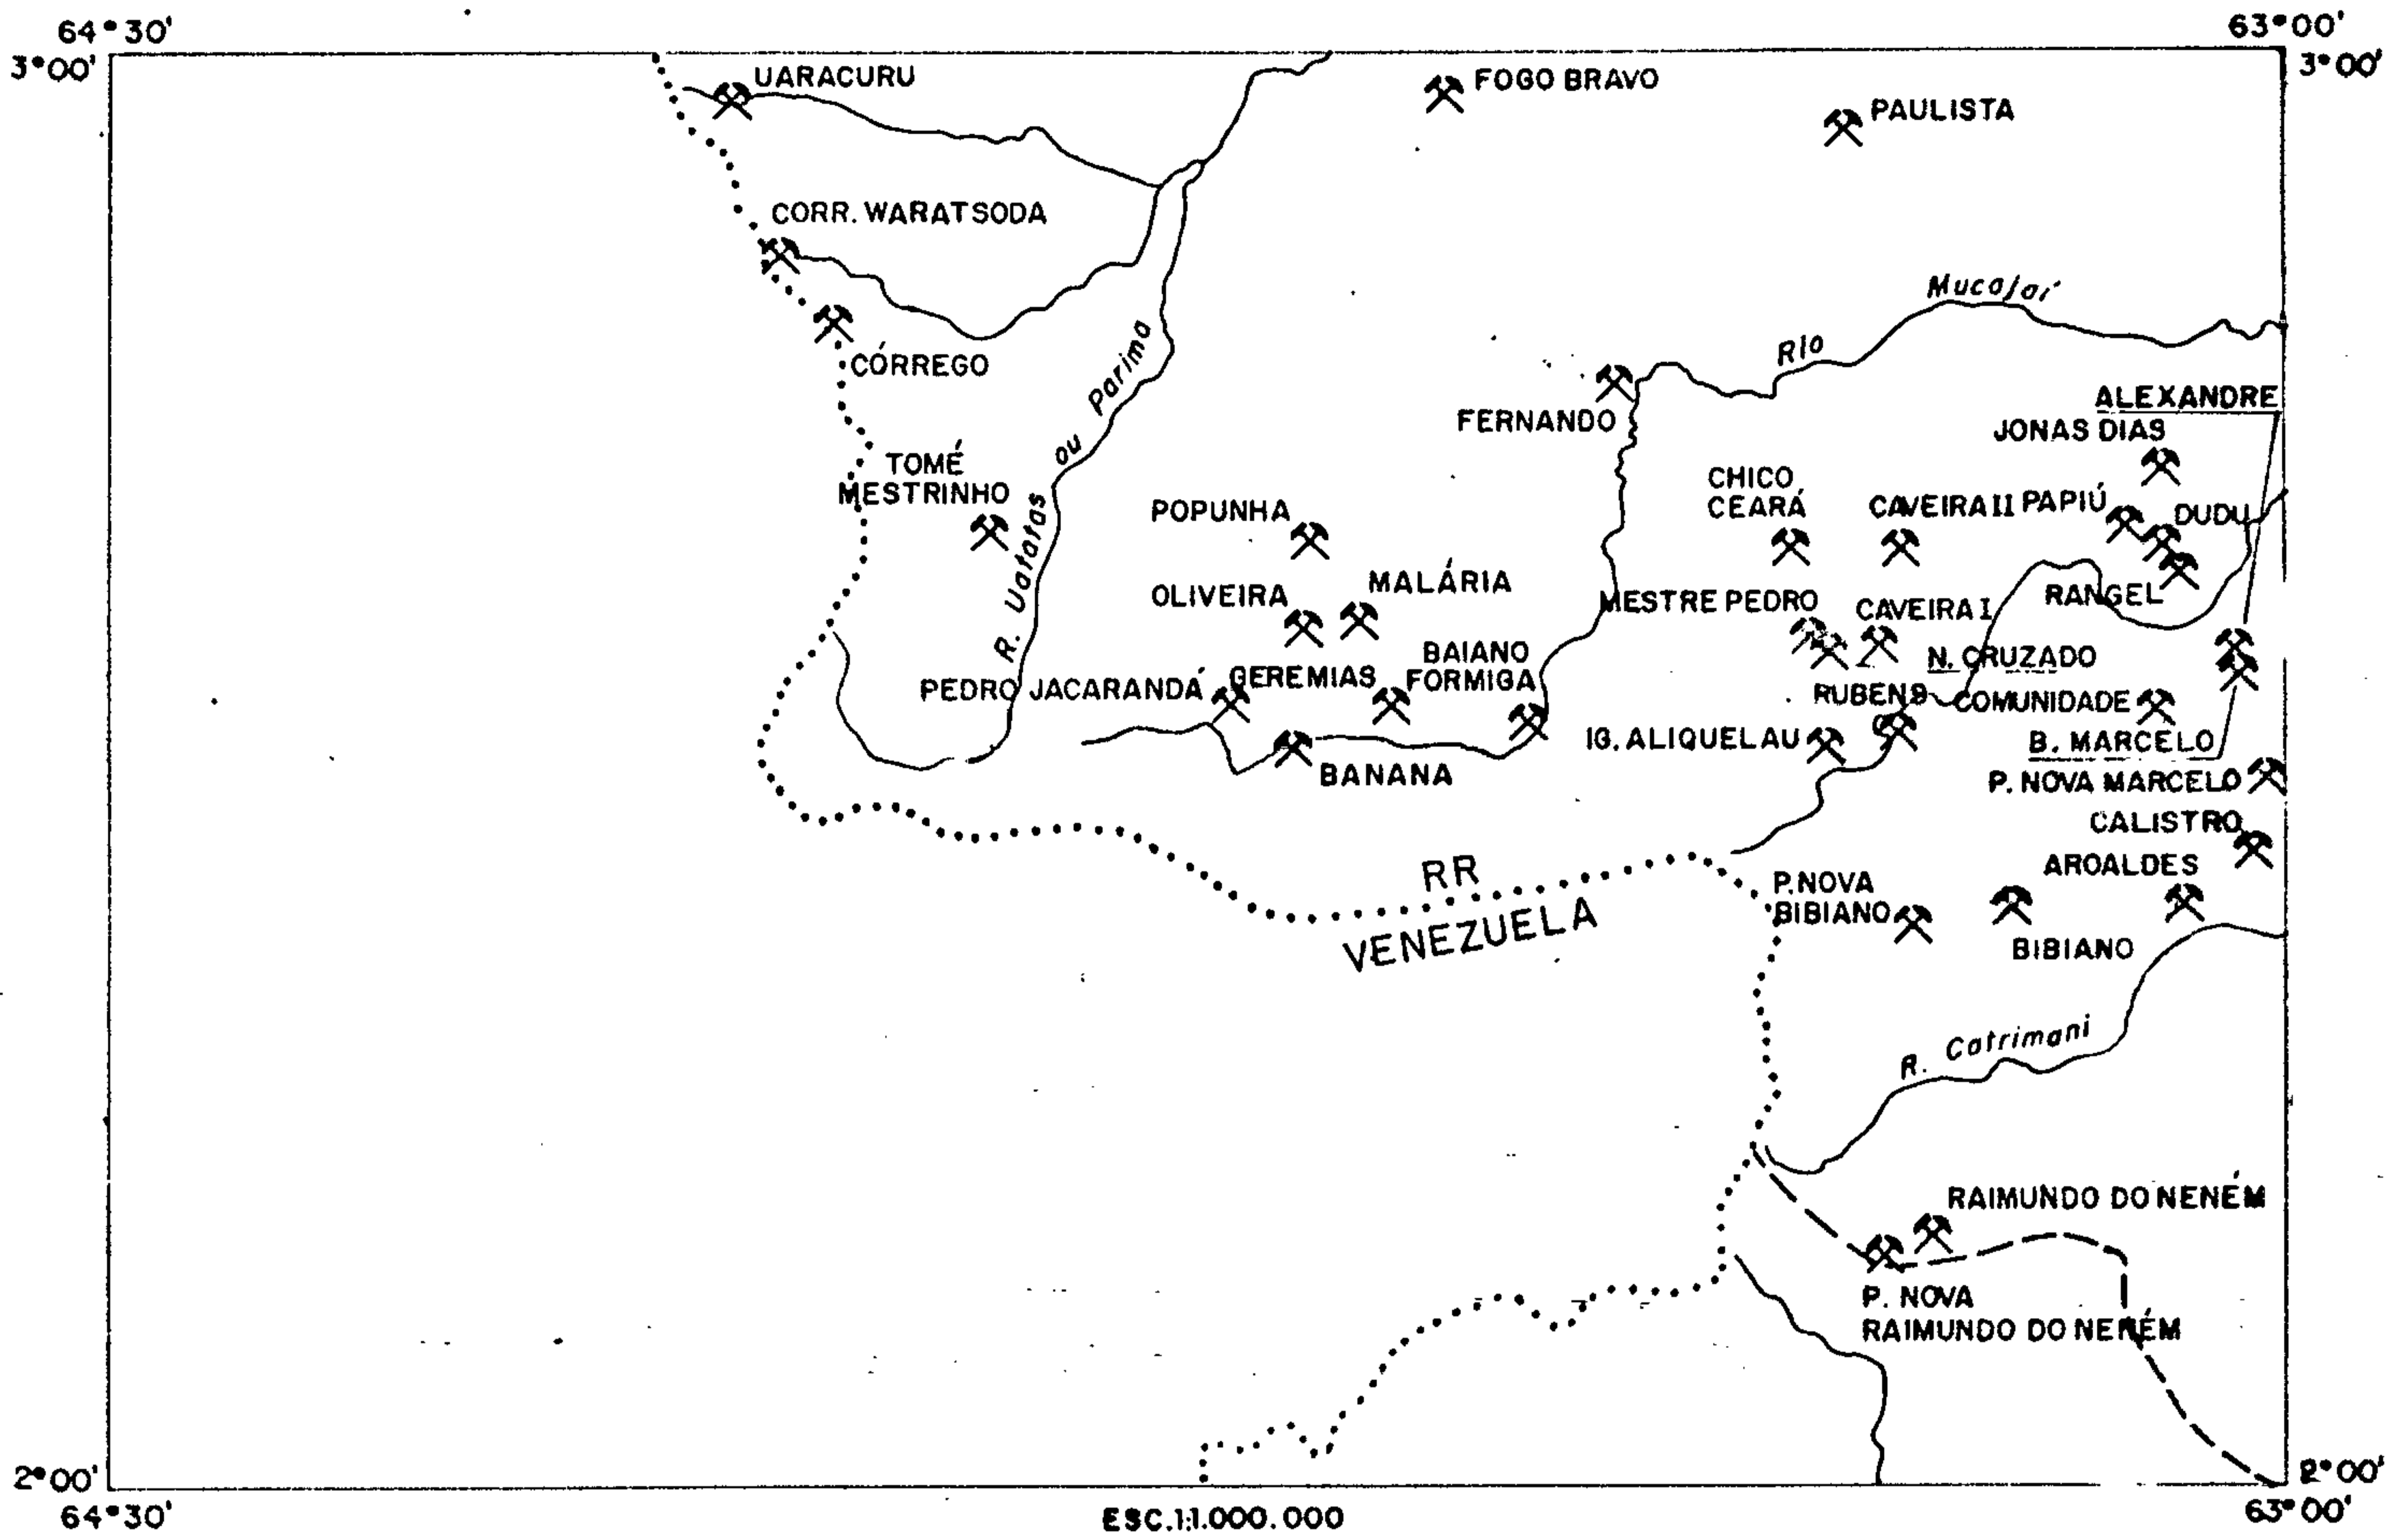 64°30'
63°00'
3°00'
3°00'
UARACURU
FOGO BRAVO
PAULISTA
CORR. WARATSODA
Mucajaí
Rio
CÓRREGO
Parima
ou
R. Uatatas
FERNANDO
ALEXANDRE
JONAS DIAS
TOMÉ
MESTRINHO
POPUNHA
CHICO
CEARÁ
CAVEIRA II
PAPIÚ
DUDU
OLIVEIRA
MALÁRIA
MESTRE PEDRO
CAVEIRA I
RANGEL
BAIANO
FORMIGA
N. CRUZADO
PEDRO JACARANDÁ
GEREMIAS
RUBENS
COMUNIDADE
IG. ALIQUELAU
B. MARCELO
BANANA
P. NOVA MARCELO
CALISTRO
AROALDES
RR
VENEZUELA
P. NOVA
BIBIANO
BIBIANO
R. Catrimani
RAIMUNDO DO NENÉM
P. NOVA
RAIMUNDO DO NENÉM
2°00'
2°00'
64°30'
63°00'
ESC.1:1.000.000